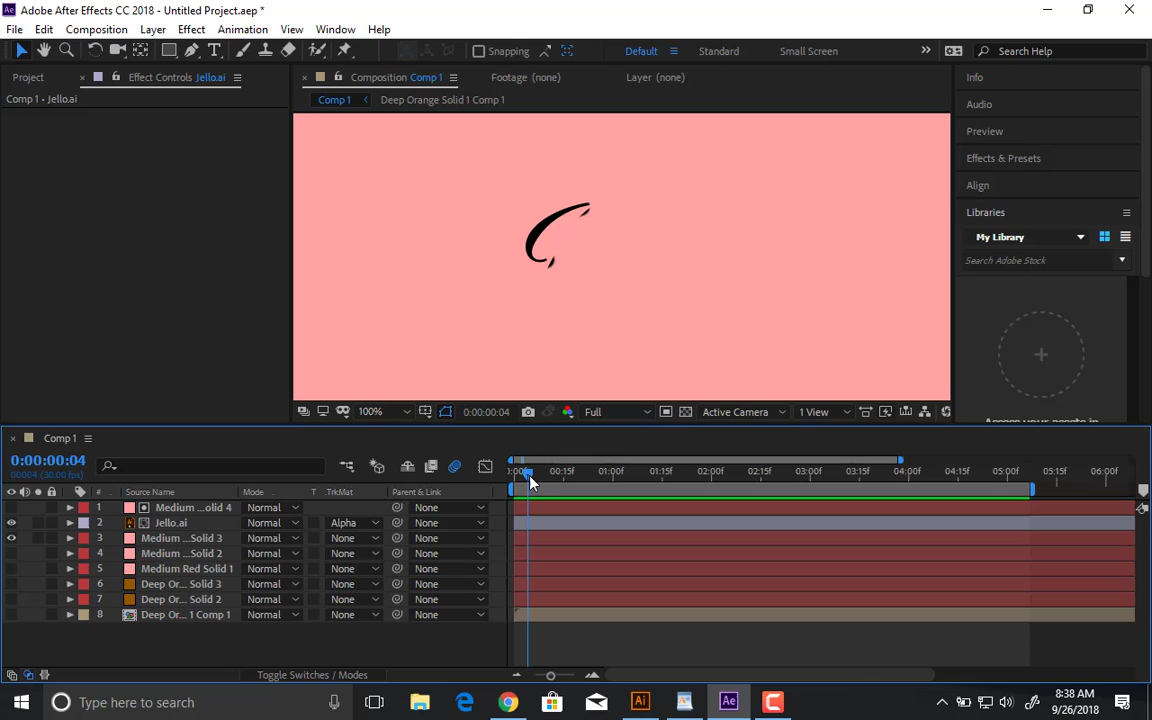 Adobe After Effects CC 2018 - Untitled Project.aep *
File Edit Composition Layer Effect Animation View Window Help
Snapping Default Standard Small Screen Search Help
Project Effect Controls Jello.ai Composition Comp 1 Footage (none) Layer (none) Info
Comp 1 • Jello.ai Comp 1 Deep Orange Solid 1 Comp 1
Audio
Preview
Effects & Presets
Align
Libraries
My Library
Search Adobe Stock
100% 0:00:00:04 Full Active Camera 1 View
Comp 1
0:00:00:04
00004 (30.00 fps)
00:15f 01:00f 01:15f 02:00f 02:15f 03:00f 03:15f 04:00f 04:15f 05:00f 05:15f 06:00f
# Source Name Mode T .TrkMat Parent & Link
1 Medium ...olid 4 Normal None
2 Jello.ai Normal Alpha None
3 Medium ...Solid 3 Normal None None
4 Medium ...Solid 2 Normal None None
5 Medium Red Solid 1 Normal None None
6 Deep Or... Solid 3 Normal None None
7 Deep Or... Solid 2 Normal None None
8 Deep Or... 1 Comp 1 Normal None None
Toggle Switches / Modes
Type here to search
8:38 AM
9/26/2018